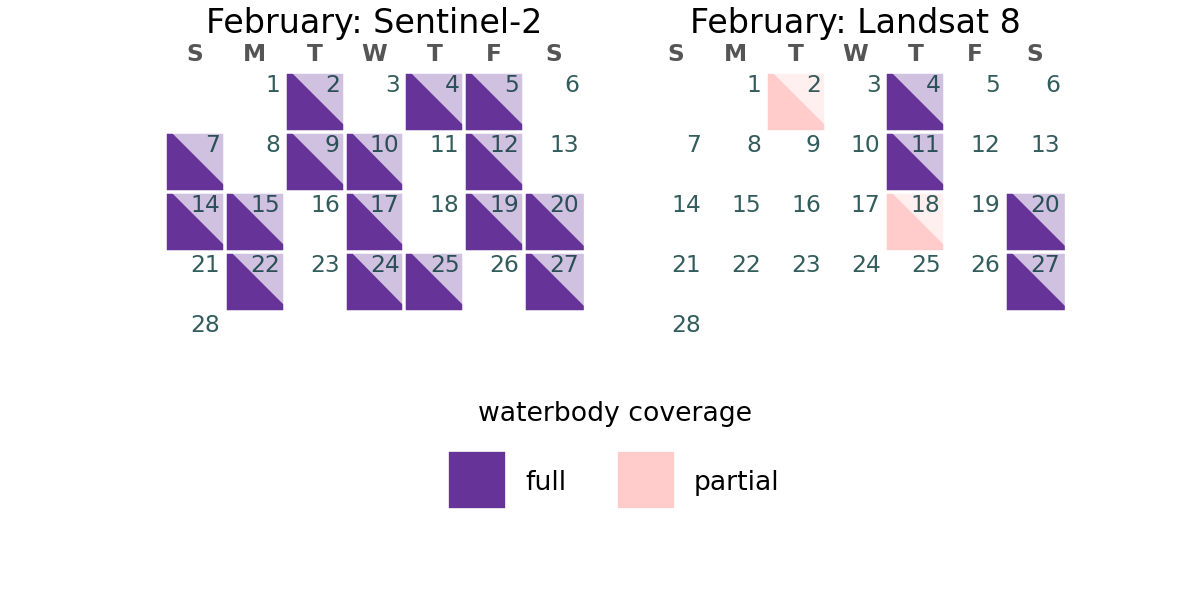 February: Sentinel-2
S M T W T F S
1 2 3 4 5 6
7 8 9 10 11 12 13
14 15 16 17 18 19 20
21 22 23 24 25 26 27
28
February: Landsat 8
S M T W T F S
1 2 3 4 5 6
7 8 9 10 11 12 13
14 15 16 17 18 19 20
21 22 23 24 25 26 27
28
waterbody coverage
full partial